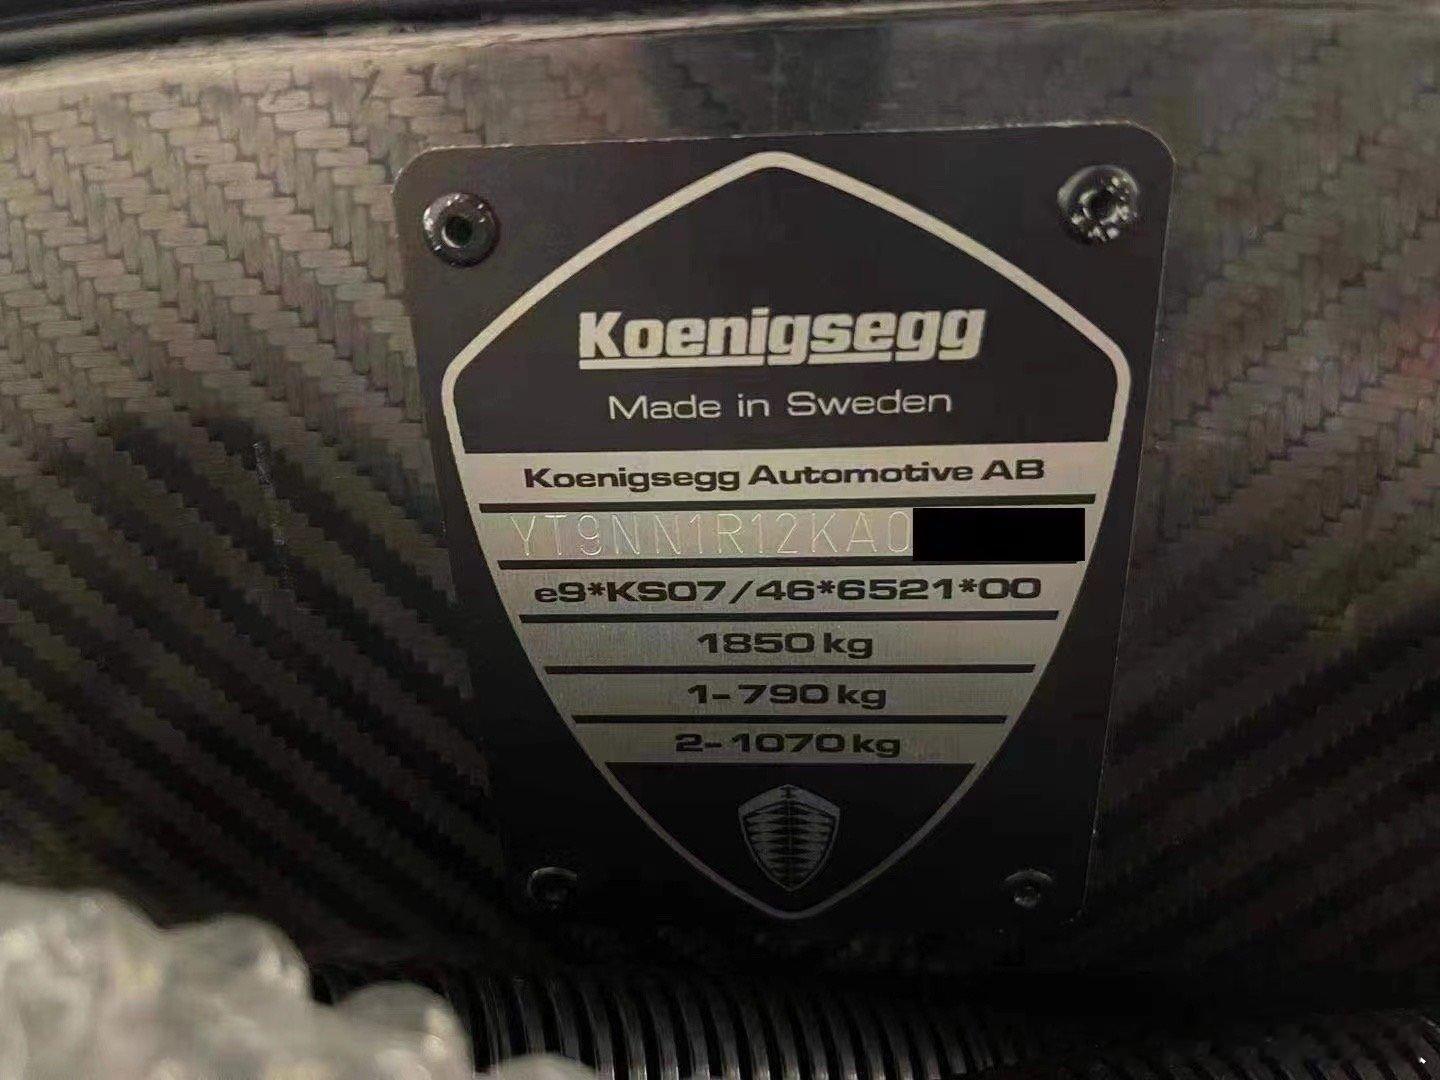 Koenigsegg
Made in Sweden
Koenigsegg Automotive AB
YT9NN1R12KA0
e9*KS07/46*6521*00
1850 kg
1-790 kg
2-1070 kg